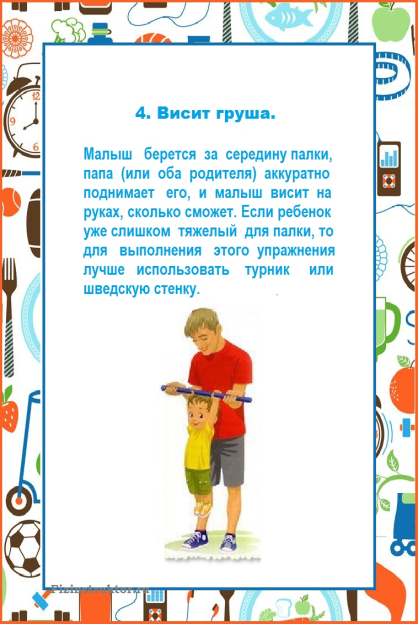 4. Висит груша.
Малыш берется за середину палки,
папа (или оба родителя) аккуратно
поднимает его, и малыш висит на
руках, сколько сможет. Если ребенок
уже слишком тяжелый для палки, то
для выполнения этого упражнения
лучше использовать турник или
шведскую стенку.
Fizinstruktor.ru